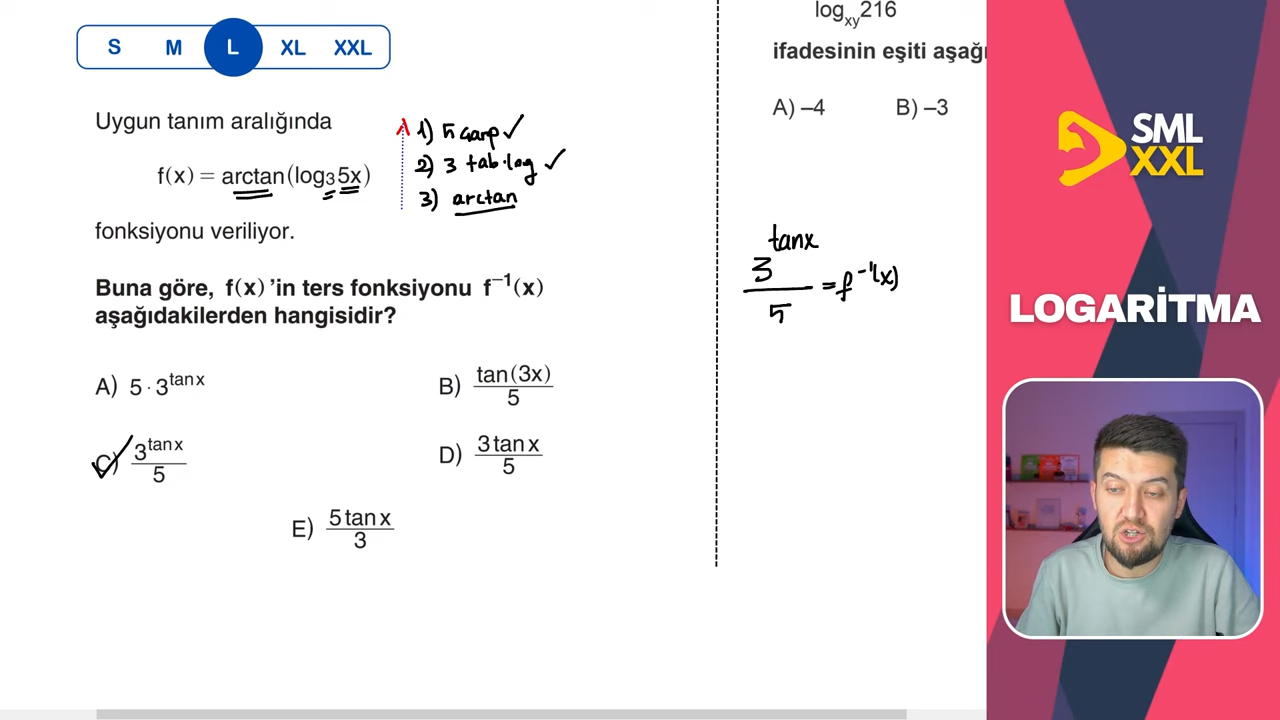 S M L XL XXL
Uygun tanım aralığında
f(x) = arctan(log₃5x)
fonksiyonu veriliyor.
Buna göre, f(x) 'in ters fonksiyonu f⁻¹(x)
aşağıdakilerden hangisidir?
A) 5 · 3^tanx
B) tan(3x)/5
C) 3^tanx/5
D) 3tanx/5
E) 5tanx/3
1) 5 çarp ✓
2) 3 tab. log ✓
3) arctan
log_xy 216
ifadesinin eşiti aşağı
A) –4 B) –3
3^tanx/5 = f⁻¹(x)
SML
XXL
LOGARİTMA